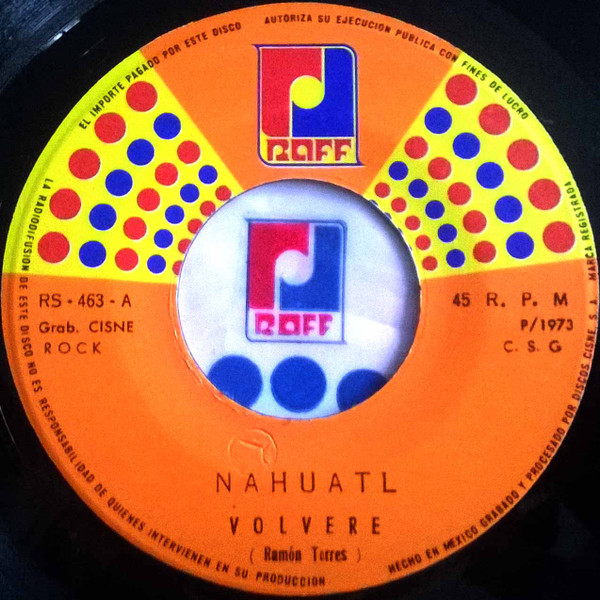 EL IMPORTE PAGADO POR ESTE DISCO AUTORIZA SU EJECUCION PUBLICA CON FINES DE LUCRO
RAFF
RAFF
RS - 463 - A
45 R. P. M
Grab. CISNE
P/1973
ROCK
C. S. G
NAHUATL
VOLVERE
( Ramón Torres )
LA RADIODIFUSION DE ESTE DISCO NO ES RESPONSABILIDAD DE QUIENES INTERVIENEN EN SU PRODUCCION
HECHO EN MEXICO GRABADO Y PROCESADO POR DISCOS CISNE, S. A. MARCA REGISTRADA